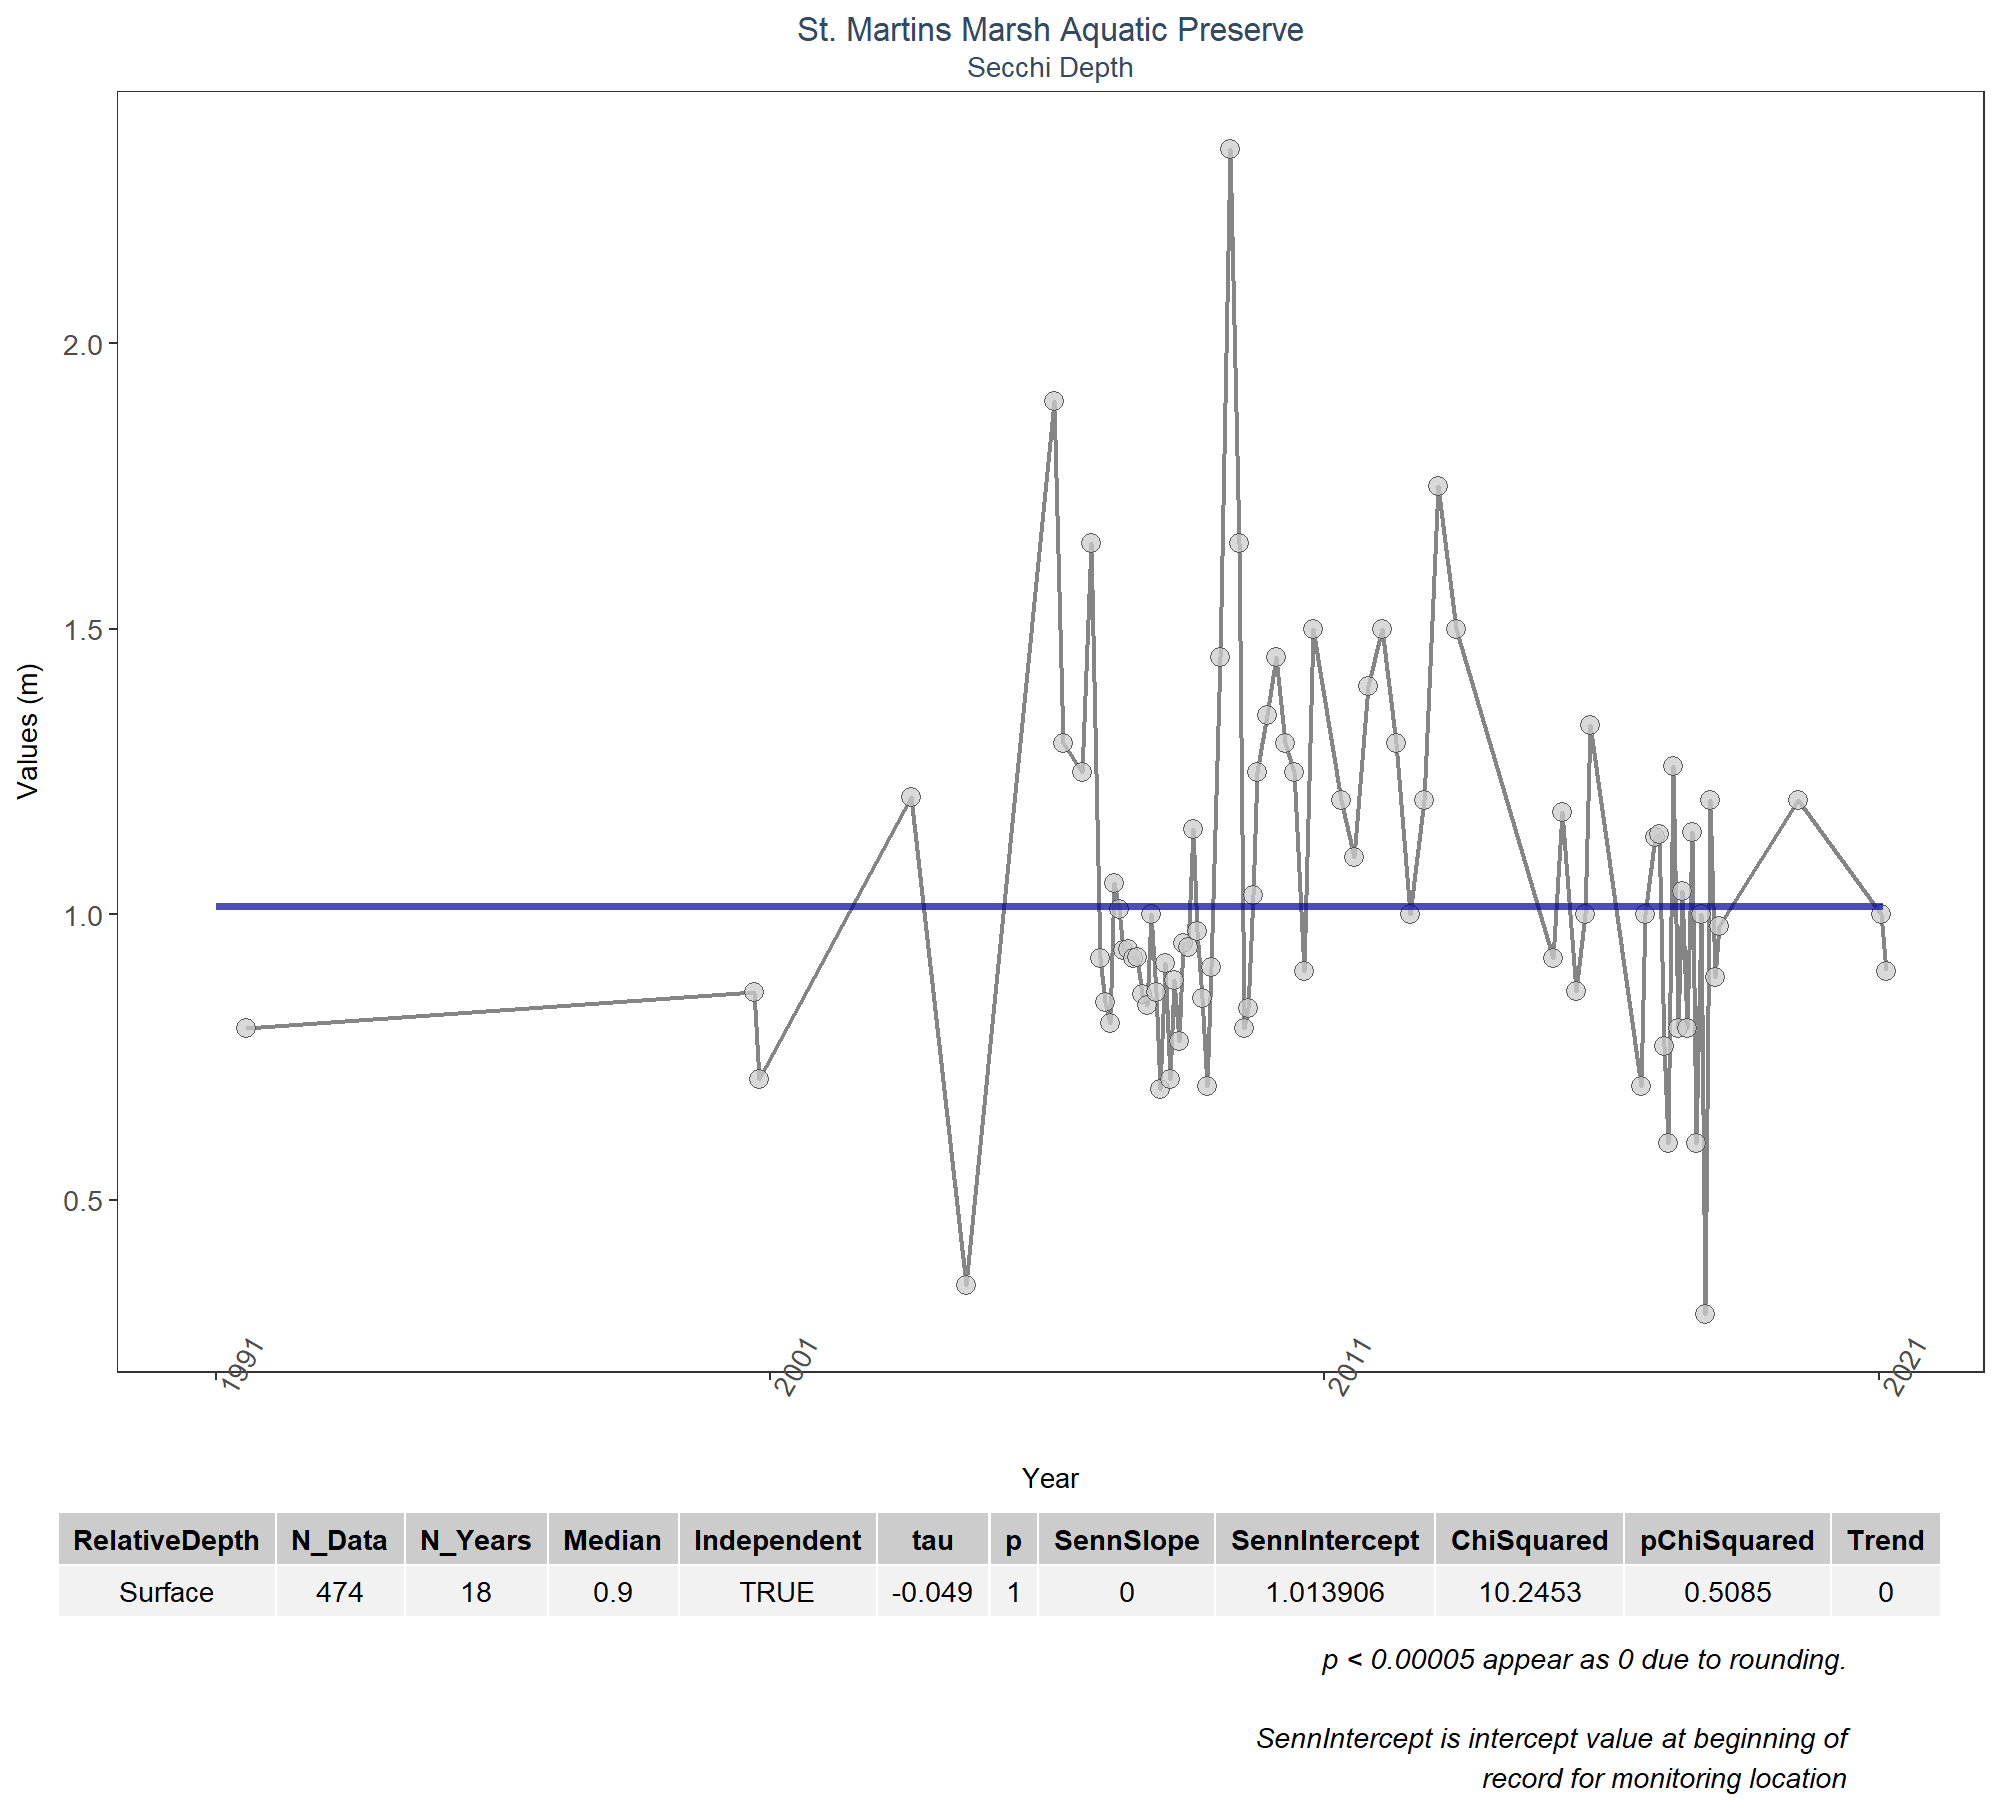 St. Martins Marsh Aquatic Preserve
Secchi Depth
Values (m)
2.0
1.5
1.0
0.5
1991 2001 2011 2021
Year
RelativeDepth N_Data N_Years Median Independent tau p SennSlope SennIntercept ChiSquared pChiSquared Trend
Surface 474 18 0.9 TRUE -0.049 1 0 1.013906 10.2453 0.5085 0
p < 0.00005 appear as 0 due to rounding.
SennIntercept is intercept value at beginning of
record for monitoring location